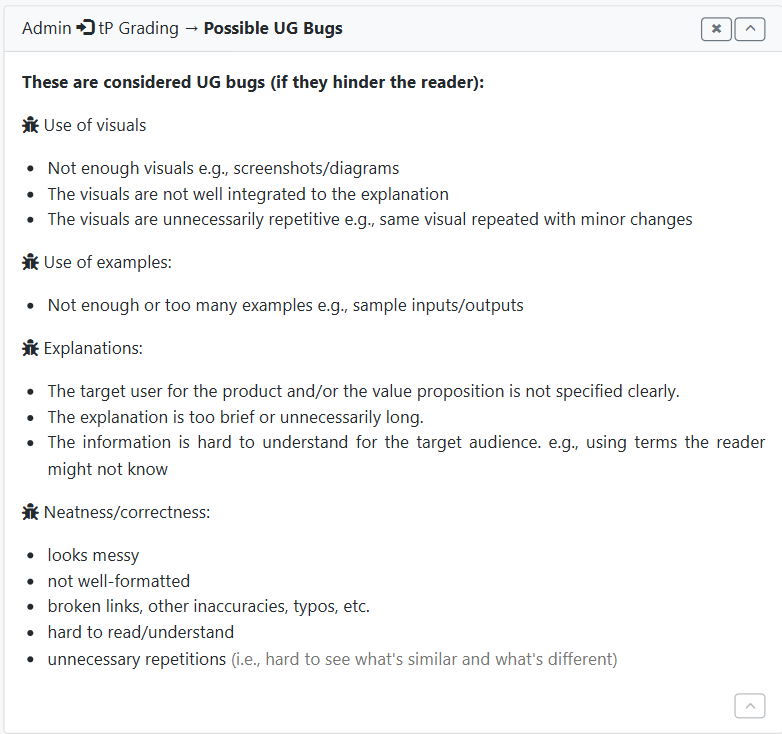 Admin tP Grading → Possible UG Bugs
These are considered UG bugs (if they hinder the reader):
Use of visuals
• Not enough visuals e.g., screenshots/diagrams
• The visuals are not well integrated to the explanation
• The visuals are unnecessarily repetitive e.g., same visual repeated with minor changes
Use of examples:
• Not enough or too many examples e.g., sample inputs/outputs
Explanations:
• The target user for the product and/or the value proposition is not specified clearly.
• The explanation is too brief or unnecessarily long.
• The information is hard to understand for the target audience. e.g., using terms the reader
might not know
Neatness/correctness:
• looks messy
• not well-formatted
• broken links, other inaccuracies, typos, etc.
• hard to read/understand
• unnecessary repetitions (i.e., hard to see what's similar and what's different)